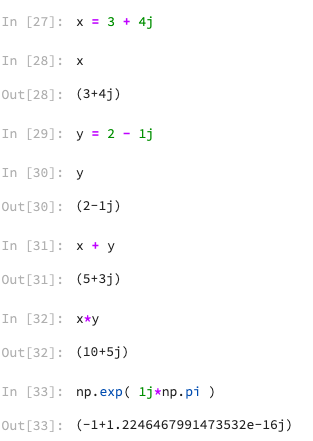 In [27]: x = 3 + 4j
In [28]: x
Out[28]: (3+4j)
In [29]: y = 2 - 1j
In [30]: y
Out[30]: (2-1j)
In [31]: x + y
Out[31]: (5+3j)
In [32]: x*y
Out[32]: (10+5j)
In [33]: np.exp( 1j*np.pi )
Out[33]: (-1+1.2246467991473532e-16j)